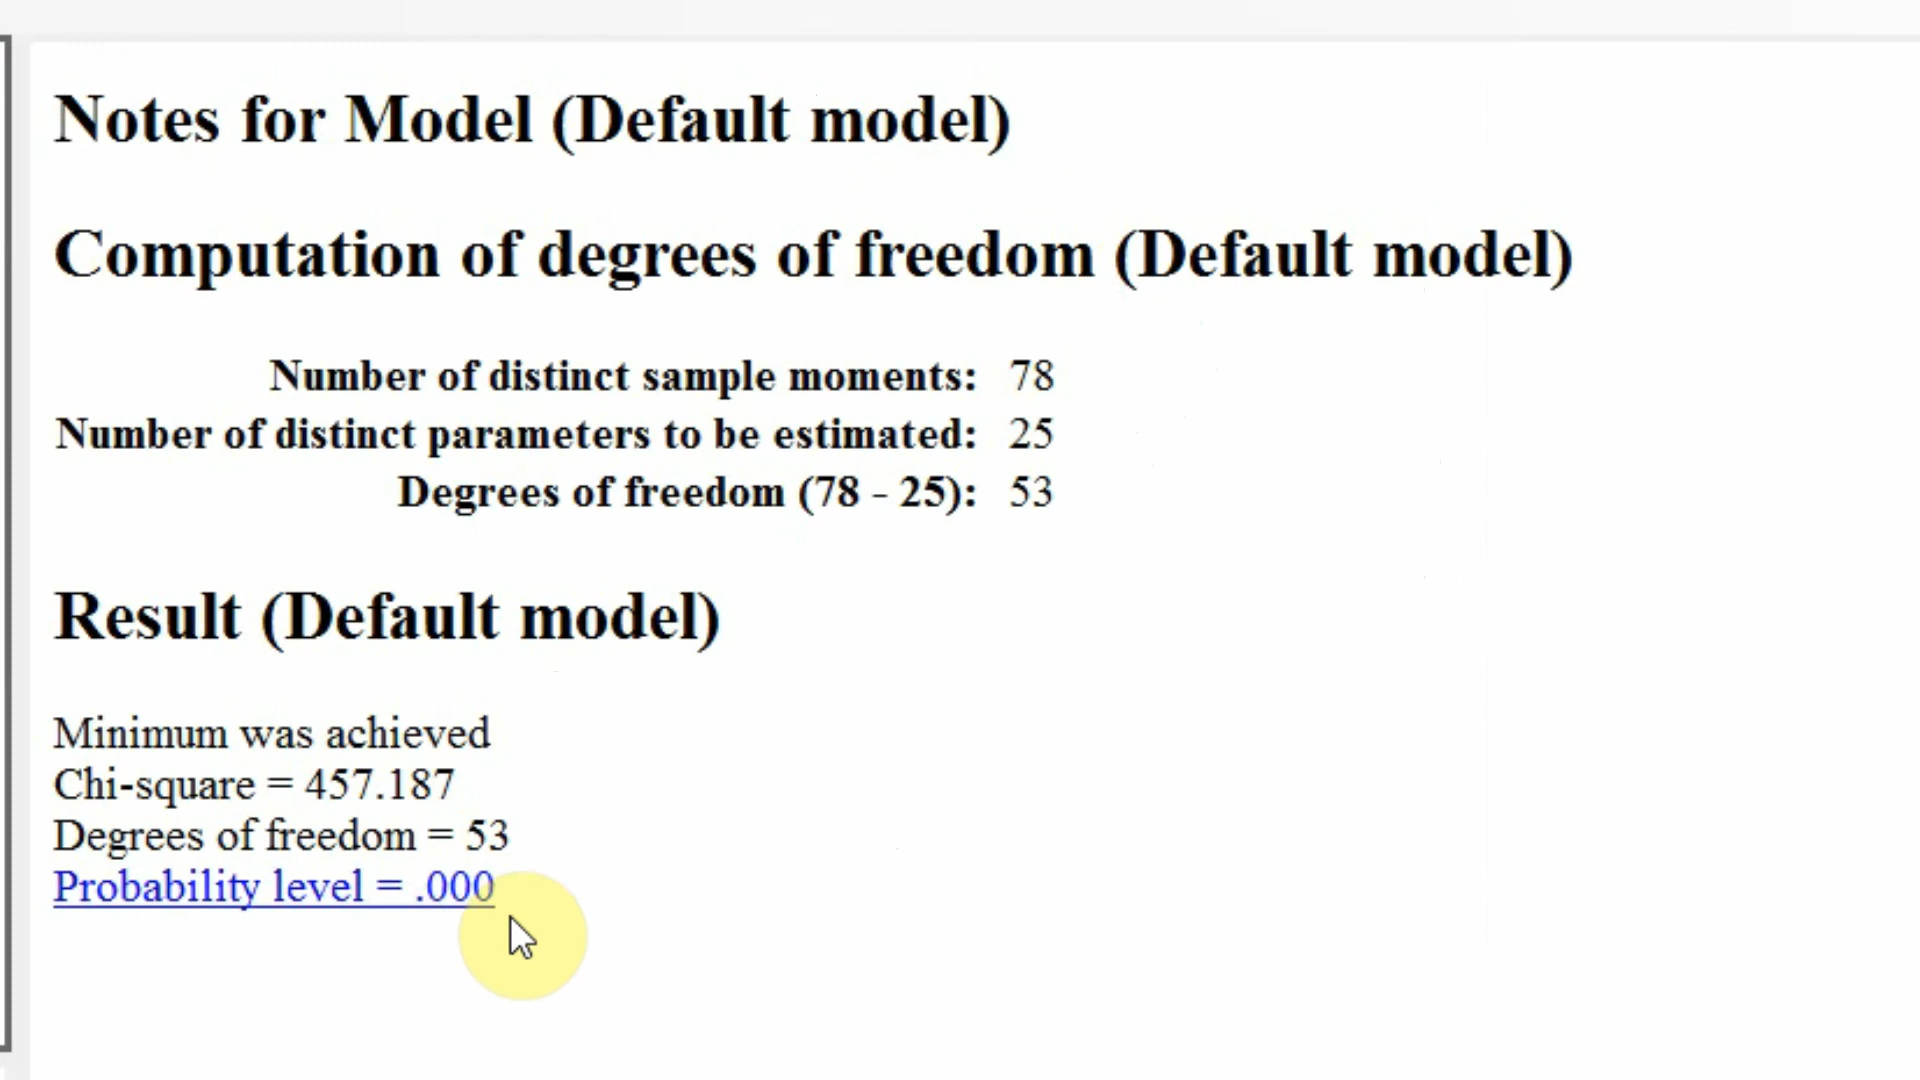 Notes for Model (Default model)
Computation of degrees of freedom (Default model)
Number of distinct sample moments: 78
Number of distinct parameters to be estimated: 25
Degrees of freedom (78 - 25): 53
Result (Default model)
Minimum was achieved
Chi-square = 457.187
Degrees of freedom = 53
Probability level = .000